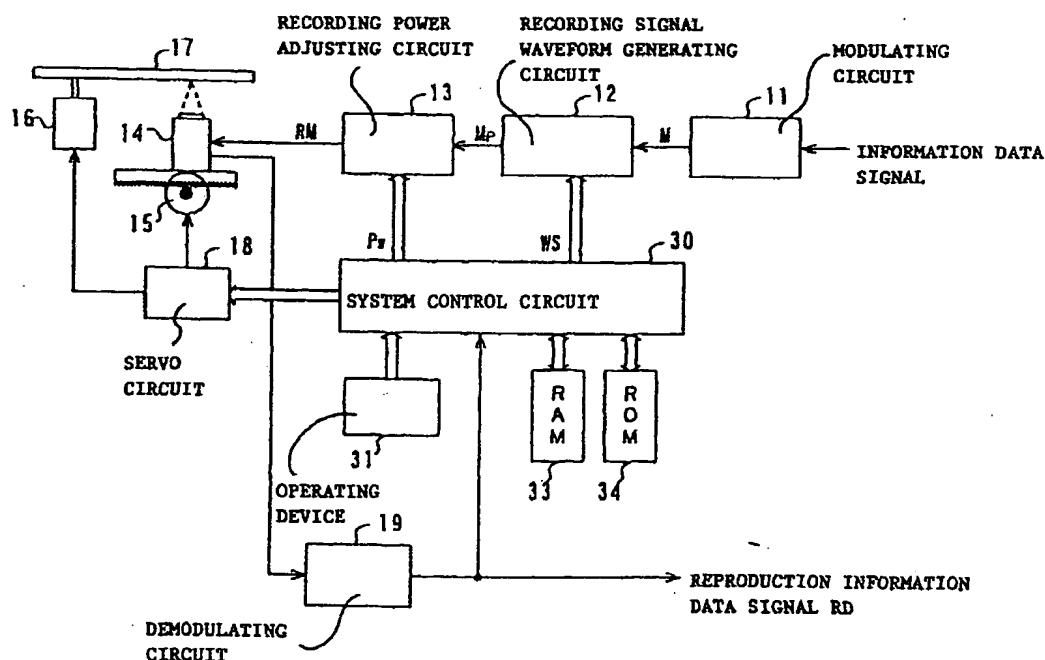 RECORDING POWER
ADJUSTING CIRCUIT
RECORDING SIGNAL
WAVEFORM GENERATING
CIRCUIT
MODULATING
CIRCUIT
17
16
14
13
12
11
RM
MP
M
INFORMATION DATA
SIGNAL
15
18
PW
WS
30
SYSTEM CONTROL CIRCUIT
SERVO
CIRCUIT
RAM
ROM
31
33
34
OPERATING
DEVICE
19
REPRODUCTION INFORMATION
DATA SIGNAL RD
DEMODULATING
CIRCUIT